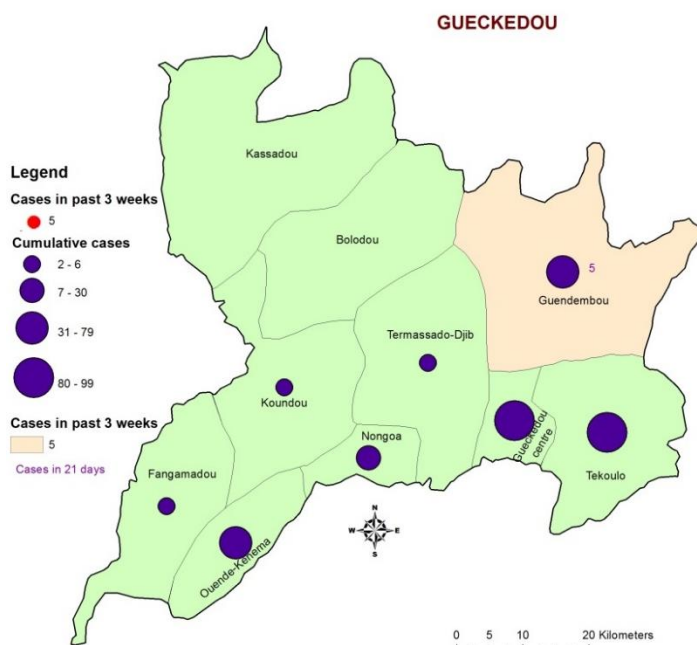 GUECKEDOU
Kassadou
Bolodou
Guendembou
5
Termassado-Djib
Koundou
Nongoa
Gueckedou
centre
Tekoulo
Fangamadou
Ouende-Kenema
Legend
Cases in past 3 weeks
5
Cumulative cases
2 - 6
7 - 30
31 - 79
80 - 99
Cases in past 3 weeks
5
Cases in 21 days
N
W E
S
0 5 10 20 Kilometers